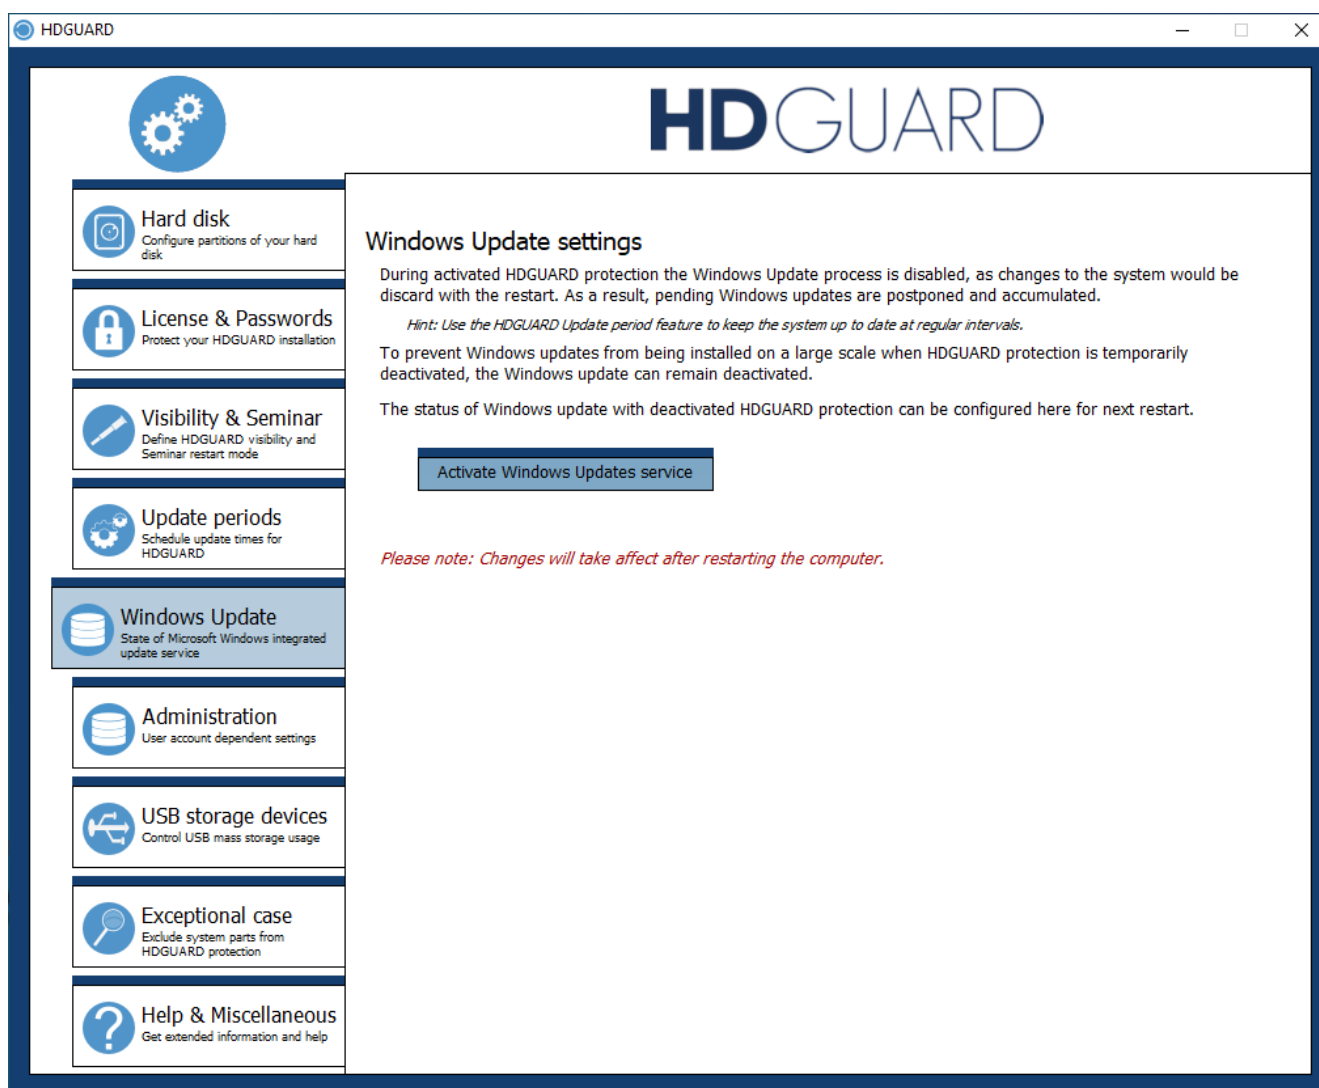 HDGUARD
HDGUARD
Hard disk
Configure partitions of your hard
disk
License & Passwords
Protect your HDGUARD installation
Visibility & Seminar
Define HDGUARD visibility and
Seminar restart mode
Update periods
Schedule update times for
HDGUARD
Windows Update
State of Microsoft Windows integrated
update service
Administration
User account dependent settings
USB storage devices
Control USB mass storage usage
Exceptional case
Exclude system parts from
HDGUARD protection
Help & Miscellaneous
Get extended information and help
Windows Update settings
During activated HDGUARD protection the Windows Update process is disabled, as changes to the system would be
discard with the restart. As a result, pending Windows updates are postponed and accumulated.
Hint: Use the HDGUARD Update period feature to keep the system up to date at regular intervals.
To prevent Windows updates from being installed on a large scale when HDGUARD protection is temporarily
deactivated, the Windows update can remain deactivated.
The status of Windows update with deactivated HDGUARD protection can be configured here for next restart.
Activate Windows Updates service
Please note: Changes will take affect after restarting the computer.